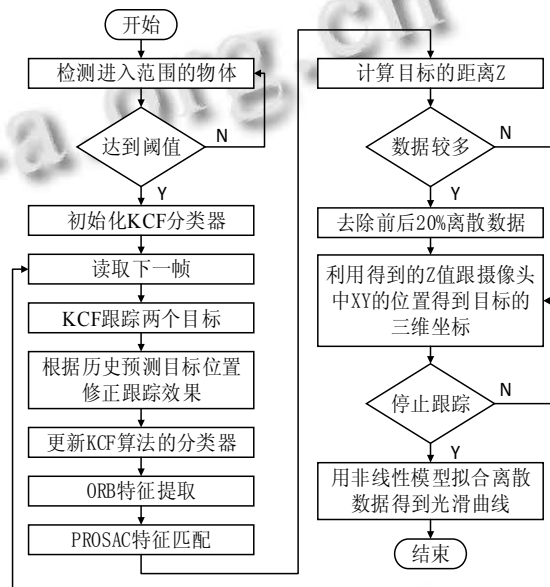 开始
检测进入范围的物体
达到阈值
N
Y
初始化KCF分类器
读取下一帧
KCF跟踪两个目标
根据历史预测目标位置
修正跟踪效果
更新KCF算法的分类器
ORB特征提取
PROSAC特征匹配
计算目标的距离Z
数据较多
N
Y
去除前后20%离散数据
利用得到的Z值跟摄像头
中XY的位置得到目标的
三维坐标
停止跟踪
N
Y
用非线性模型拟合离散
数据得到光滑曲线
结束